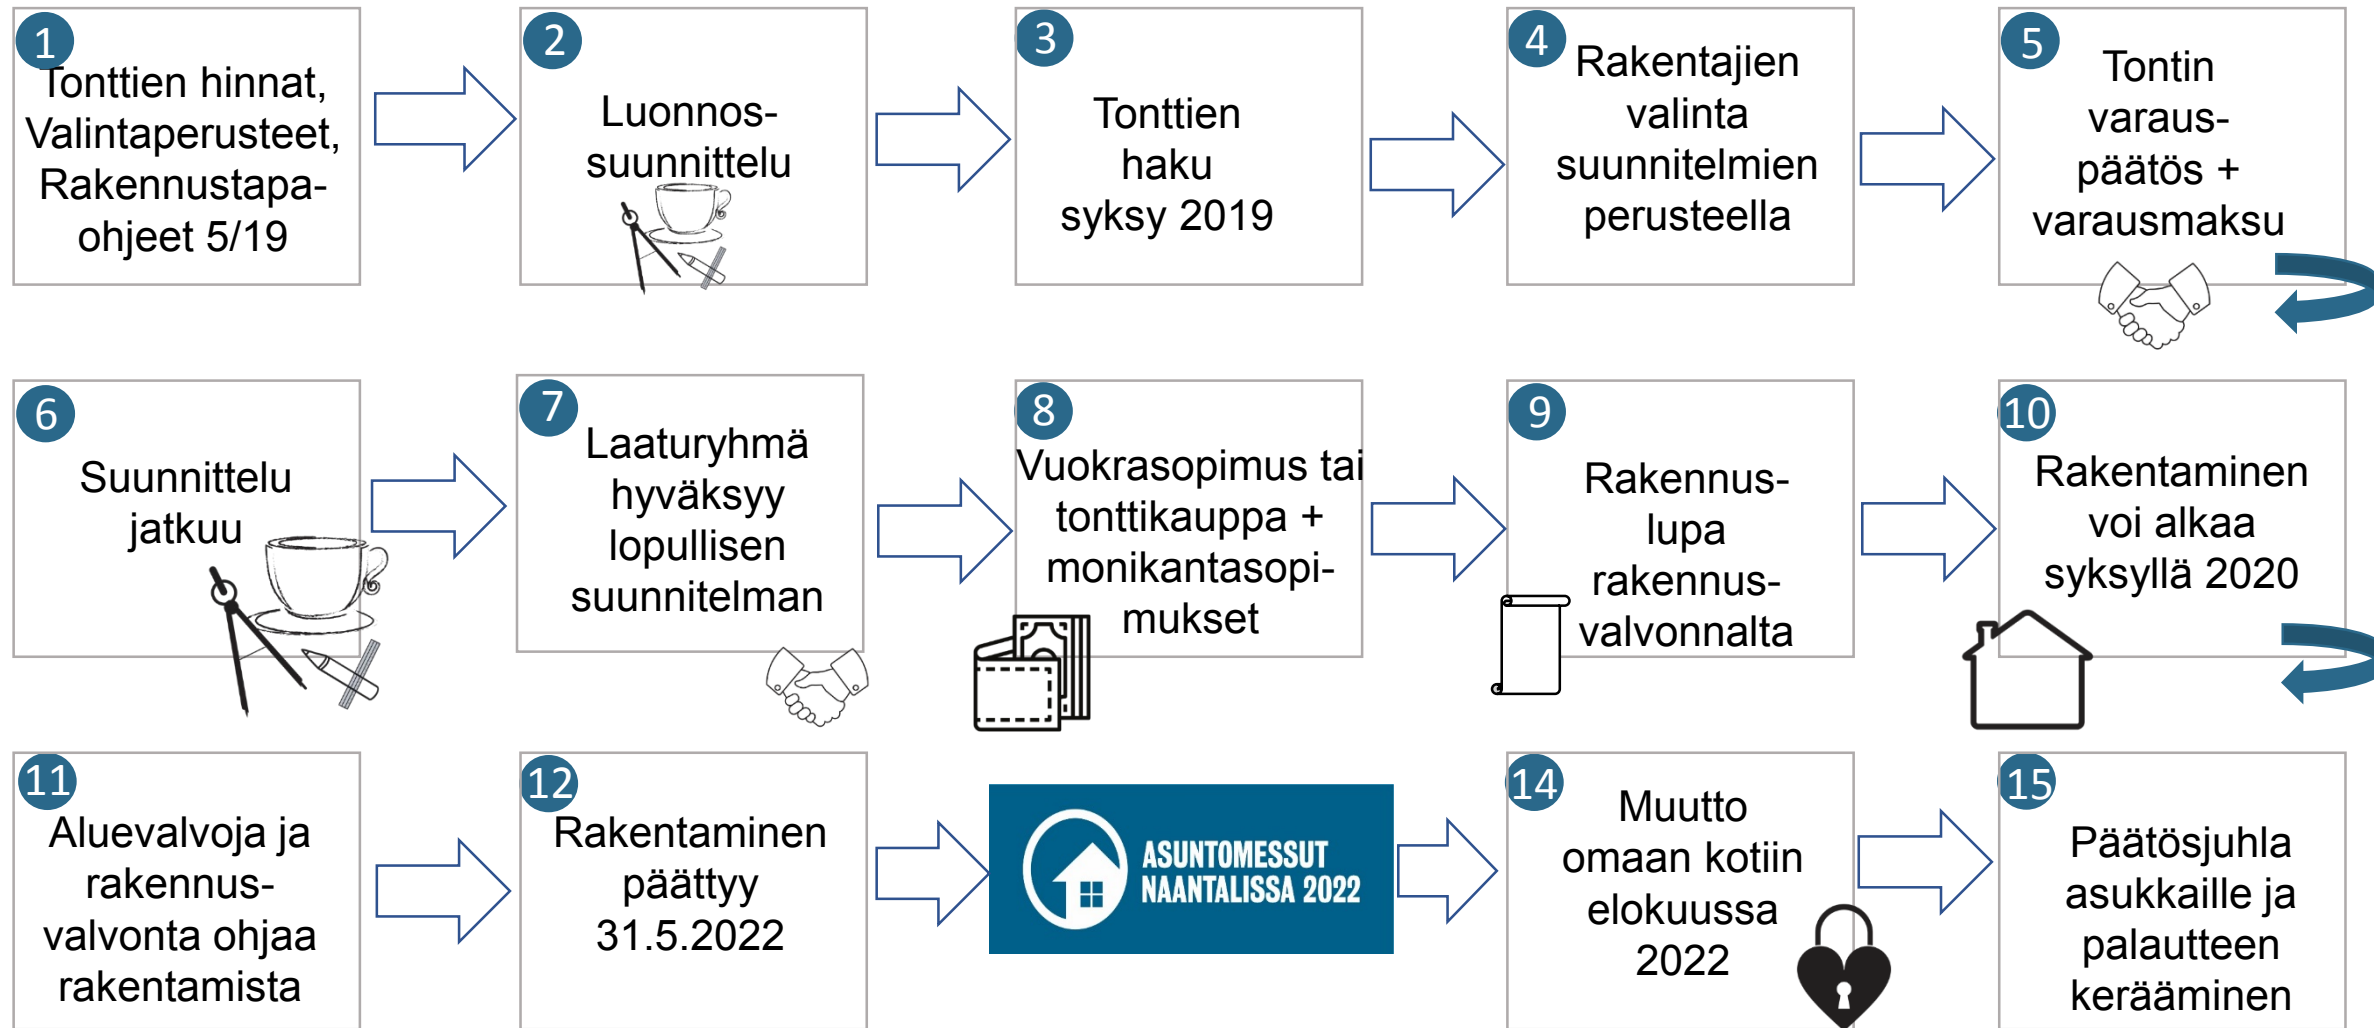 1
Tonttien hinnat,
Valintaperusteet,
Rakennustapa-
ohjeet 5/19
2
Luonnos-
suunnittelu
3
Tonttien
haku
syksy 2019
4
Rakentajien
valinta
suunnitelmien
perusteella
5
Tontin
varaus-
päätös +
varausmaksu
6
Suunnittelu
jatkuu
7
Laaturyhmä
hyväksyy
lopullisen
suunnitelman
8
Vuokrasopimus tai
tonttikauppa +
monikantasopi-
mukset
9
Rakennus-
lupa
rakennus-
valvonnalta
10
Rakentaminen
voi alkaa
syksyllä 2020
11
Aluevalvoja ja
rakennus-
valvonta ohjaa
rakentamista
12
Rakentaminen
päättyy
31.5.2022
ASUNTOMESSUT
NAANTALISSA 2022
14
Muutto
omaan kotiin
elokuussa
2022
15
Päätösjuhla
asukkaille ja
palautteen
kerääminen